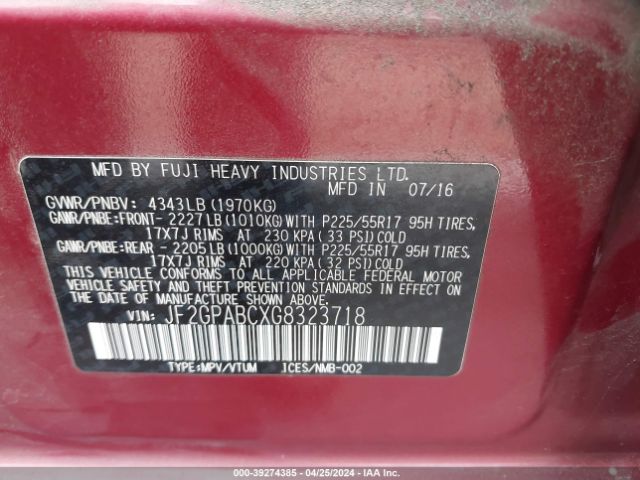 MFD BY FUJI HEAVY INDUSTRIES LTD.
MFD IN 07/16
GVWR/PNBV: 4343LB (1970KG)
GAWR/PNBE:FRONT- 2227LB(1010KG)WITH P225/55R17 95H TIRES,
17X7J RIMS AT 230 KPA(33 PSI)COLD
GAWR/PNBE:REAR - 2205LB(1000KG)WITH P225/55R17 95H TIRES,
17X7J RIMS AT 220 KPA(32 PSI)COLD
THIS VEHICLE CONFORMS TO ALL APPLICABLE FEDERAL MOTOR
VEHICLE SAFETY AND THEFT PREVENTION STANDARDS IN EFFECT
ON THE DATE OF MANUFACTURE SHOWN ABOVE.
VIN: JF2GPABCXG8323718
TYPE:MPV/VTUM ICES/NMB-002
000-39274385 - 04/25/2024 - IAA Inc.